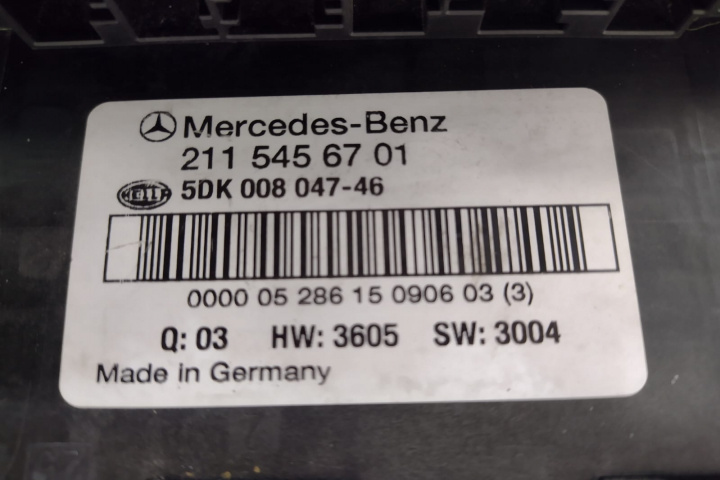 Mercedes-Benz
211 545 67 01
HELLA 5DK 008 047-46
0000 05 286 15 0906 03 (3)
Q: 03 HW: 3605 SW: 3004
Made in Germany